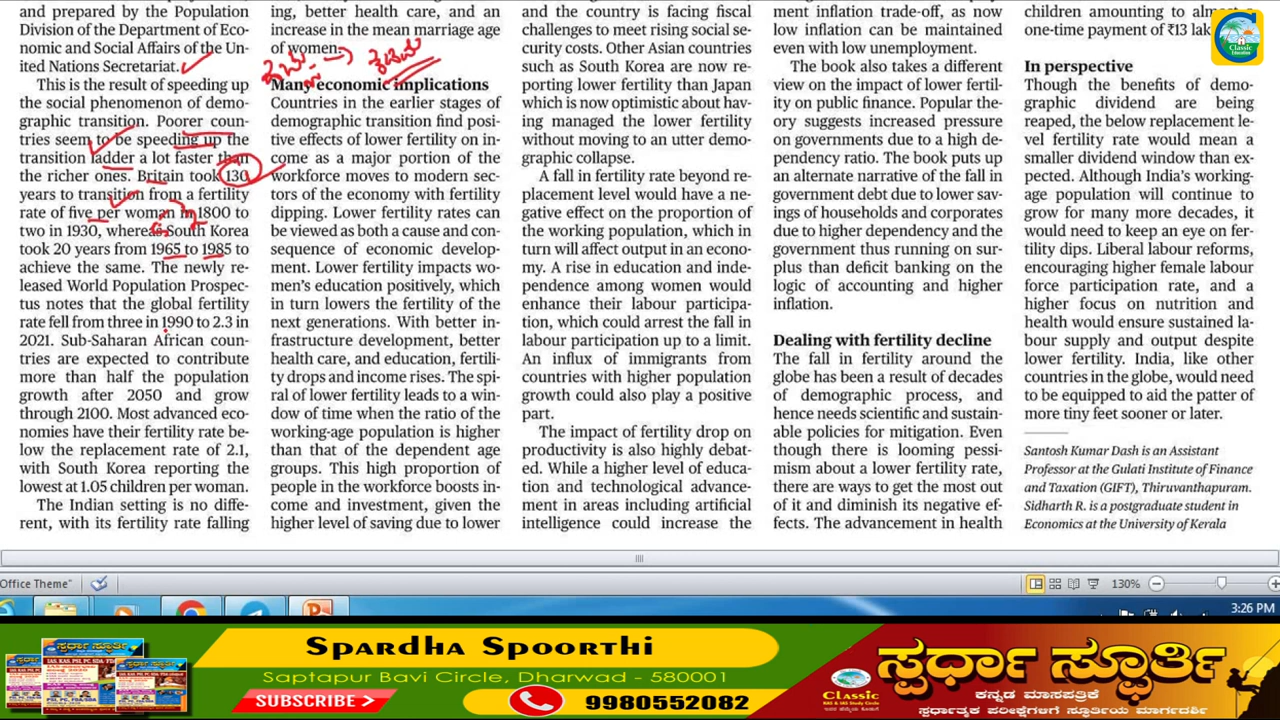 and prepared by the Population
Division of the Department of Eco-
nomic and Social Affairs of the Un-
ited Nations Secretariat.
This is the result of speeding up
the social phenomenon of demo-
graphic transition. Poorer coun-
tries seem to be speeding up the
transition ladder a lot faster than
the richer ones. Britain took 130
years to transition from a fertility
rate of five per woman in 1800 to
two in 1930, whereas South Korea
took 20 years from 1965 to 1985 to
achieve the same. The newly re-
leased World Population Prospec-
tus notes that the global fertility
rate fell from three in 1990 to 2.3 in
2021. Sub-Saharan African coun-
tries are expected to contribute
more than half the population
growth after 2050 and grow
through 2100. Most advanced eco-
nomies have their fertility rate be-
low the replacement rate of 2.1,
with South Korea reporting the
lowest at 1.05 children per woman.
The Indian setting is no diffe-
rent, with its fertility rate falling
ing, better health care, and an
increase in the mean marriage age
of women.
Many economic implications
Countries in the earlier stages of
demographic transition find posi-
tive effects of lower fertility on in-
come as a major portion of the
workforce moves to modern sec-
tors of the economy with fertility
dipping. Lower fertility rates can
be viewed as both a cause and con-
sequence of economic develop-
ment. Lower fertility impacts wo-
men's education positively, which
in turn lowers the fertility of the
next generations. With better in-
frastructure development, better
health care, and education, fertili-
ty drops and income rises. The spi-
ral of lower fertility leads to a win-
dow of time when the ratio of the
working-age population is higher
than that of the dependent age
groups. This high proportion of
people in the workforce boosts in-
come and investment, given the
higher level of saving due to lower
and the country is facing fiscal
challenges to meet rising social se-
curity costs. Other Asian countries
such as South Korea are now re-
porting lower fertility than Japan
which is now optimistic about hav-
ing managed the lower fertility
without moving to an utter demo-
graphic collapse.
A fall in fertility rate beyond re-
placement level would have a ne-
gative effect on the proportion of
the working population, which in
turn will affect output in an econo-
my. A rise in education and inde-
pendence among women would
enhance their labour participa-
tion, which could arrest the fall in
labour participation up to a limit.
An influx of immigrants from
countries with higher population
growth could also play a positive
part.
The impact of fertility drop on
productivity is also highly debat-
ed. While a higher level of educa-
tion and technological advance-
ment in areas including artificial
intelligence could increase the
ment inflation trade-off, as now
low inflation can be maintained
even with low unemployment.
The book also takes a different
view on the impact of lower fertil-
ity on public finance. Popular the-
ory suggests increased pressure
on governments due to a high de-
pendency ratio. The book puts up
an alternate narrative of the fall in
government debt due to lower sav-
ings of households and corporates
due to higher dependency and the
government thus running on sur-
plus than deficit banking on the
logic of accounting and higher
inflation.
Dealing with fertility decline
The fall in fertility around the
globe has been a result of decades
of demographic process, and
hence needs scientific and sustain-
able policies for mitigation. Even
though there is looming pessi-
mism about a lower fertility rate,
there are ways to get the most out
of it and diminish its negative ef-
fects. The advancement in health
children amounting to almost a
one-time payment of ₹13 lak
In perspective
Though the benefits of demo-
graphic dividend are being
reaped, the below replacement le-
vel fertility rate would mean a
smaller dividend window than ex-
pected. Although India's working-
age population will continue to
grow for many more decades, it
would need to keep an eye on fer-
tility dips. Liberal labour reforms,
encouraging higher female labour
force participation rate, and a
higher focus on nutrition and
health would ensure sustained la-
bour supply and output despite
lower fertility. India, like other
countries in the globe, would need
to be equipped to aid the patter of
more tiny feet sooner or later.
Santosh Kumar Dash is an Assistant
Professor at the Gulati Institute of Finance
and Taxation (GIFT), Thiruvanthapuram.
Sidharth R. is a postgraduate student in
Economics at the University of Kerala
Classic
Education
Office Theme"
130%
3:26 PM
Spardha Spoorthi
Saptapur Bavi Circle, Dharwad - 580001
SUBSCRIBE
9980552082
ಸ್ಪರ್ಧಾ ಸ್ಫೂರ್ತಿ
Classic
ಕನ್ನಡ ಮಾಸಪತ್ರಿಕೆ
ಸ್ಪರ್ಧಾತ್ಮಕ ಪರೀಕ್ಷೆಗಳಿಗೆ ಸ್ಫೂರ್ತಿಯ ಮಾರ್ಗದರ್ಶಿ